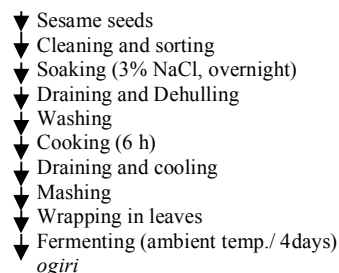 Sesame seeds
Cleaning and sorting
Soaking (3% NaCl, overnight)
Draining and Dehulling
Washing
Cooking (6 h)
Draining and cooling
Mashing
Wrapping in leaves
Fermenting (ambient temp./ 4days)
ogiri